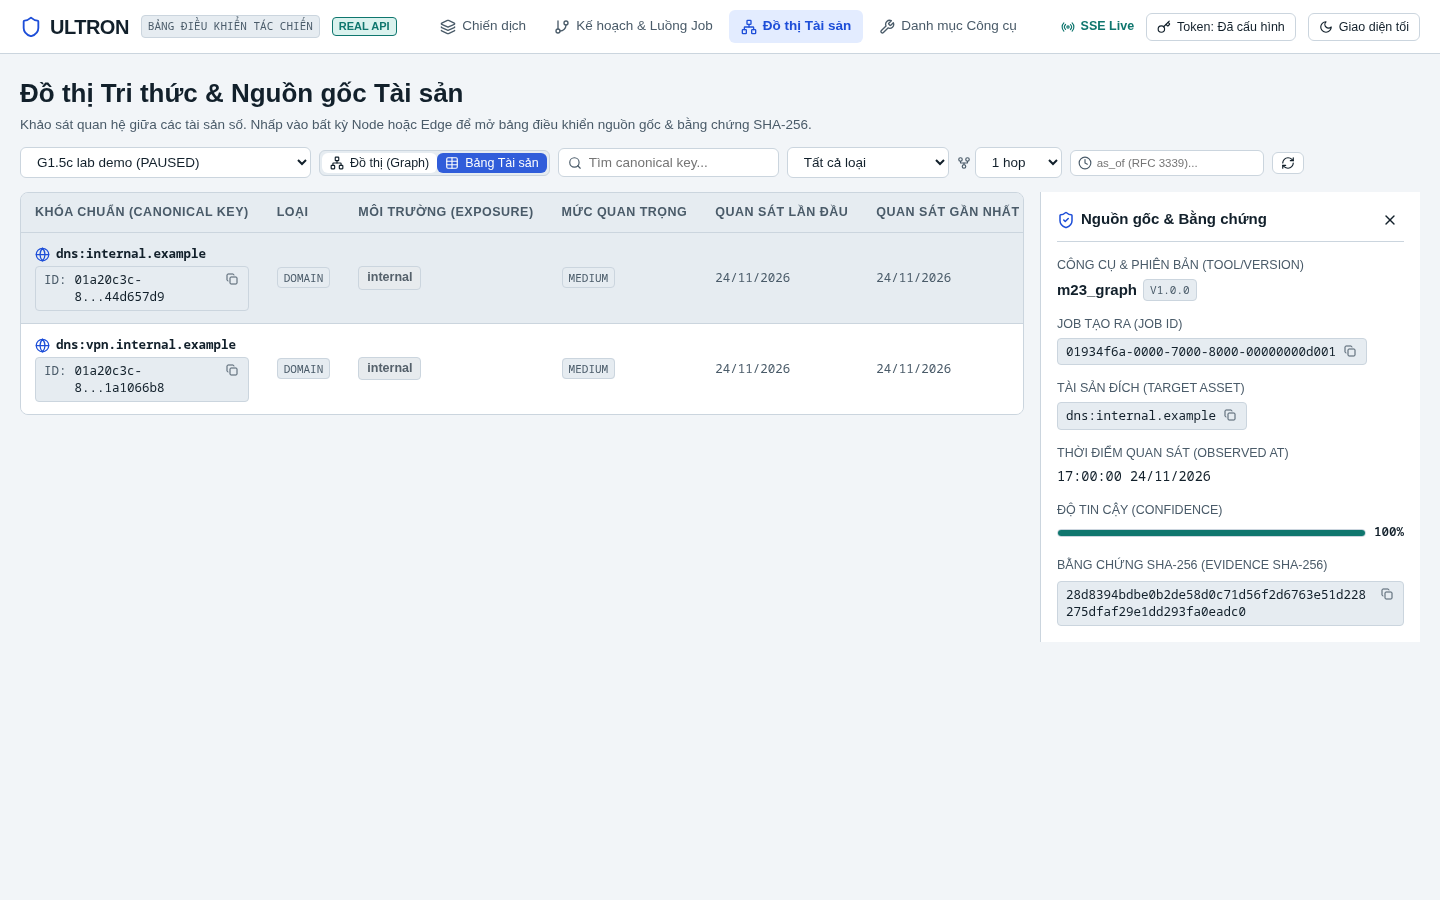 ULTRON
BẢNG ĐIỀU KHIỂN TÁC CHIẾN
REAL API
Chiến dịch
Kế hoạch & Luồng Job
Đồ thị Tài sản
Danh mục Công cụ
SSE Live
Token: Đã cấu hình
Giao diện tối
Đồ thị Tri thức & Nguồn gốc Tài sản
Khảo sát quan hệ giữa các tài sản số. Nhấp vào bất kỳ Node hoặc Edge để mở bảng điều khiển nguồn gốc & bằng chứng SHA-256.
G1.5c lab demo (PAUSED)
Đồ thị (Graph)
Bảng Tài sản
Tìm canonical key...
Tất cả loại
1 hop
as_of (RFC 3339)...
KHÓA CHUẨN (CANONICAL KEY)
LOẠI
MÔI TRƯỜNG (EXPOSURE)
MỨC QUAN TRỌNG
QUAN SÁT LẦN ĐẦU
QUAN SÁT GẦN NHẤT
dns:internal.example
ID: 01a20c3c-
8...44d657d9
DOMAIN
internal
MEDIUM
24/11/2026
24/11/2026
dns:vpn.internal.example
ID: 01a20c3c-
8...1a1066b8
DOMAIN
internal
MEDIUM
24/11/2026
24/11/2026
Nguồn gốc & Bằng chứng
CÔNG CỤ & PHIÊN BẢN (TOOL/VERSION)
m23_graph V1.0.0
JOB TẠO RA (JOB ID)
01934f6a-0000-7000-8000-00000000d001
TÀI SẢN ĐÍCH (TARGET ASSET)
dns:internal.example
THỜI ĐIỂM QUAN SÁT (OBSERVED AT)
17:00:00 24/11/2026
ĐỘ TIN CẬY (CONFIDENCE)
100%
BẰNG CHỨNG SHA-256 (EVIDENCE SHA-256)
28d8394bdbe0b2de58d0c71d56f2d6763e51d228
275dfaf29e1dd293fa0eadc0